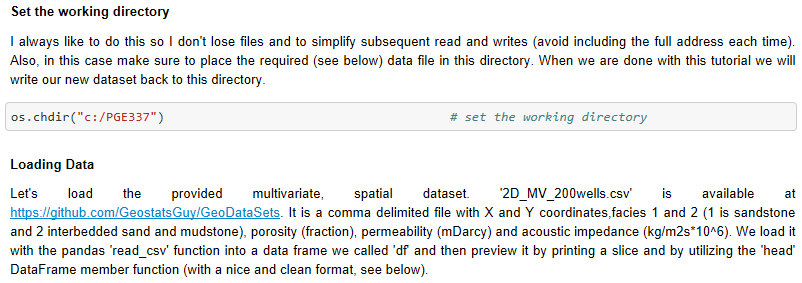 Set the working directory
I always like to do this so I don't lose files and to simplify subsequent read and writes (avoid including the full address each time).
Also, in this case make sure to place the required (see below) data file in this directory. When we are done with this tutorial we will
write our new dataset back to this directory.
os.chdir("c:/PGE337") # set the working directory
Loading Data
Let's load the provided multivariate, spatial dataset. '2D_MV_200wells.csv' is available at
https://github.com/GeostatsGuy/GeoDataSets. It is a comma delimited file with X and Y coordinates,facies 1 and 2 (1 is sandstone
and 2 interbedded sand and mudstone), porosity (fraction), permeability (mDarcy) and acoustic impedance (kg/m2s*10^6). We load it
with the pandas 'read_csv' function into a data frame we called 'df' and then preview it by printing a slice and by utilizing the 'head'
DataFrame member function (with a nice and clean format, see below).